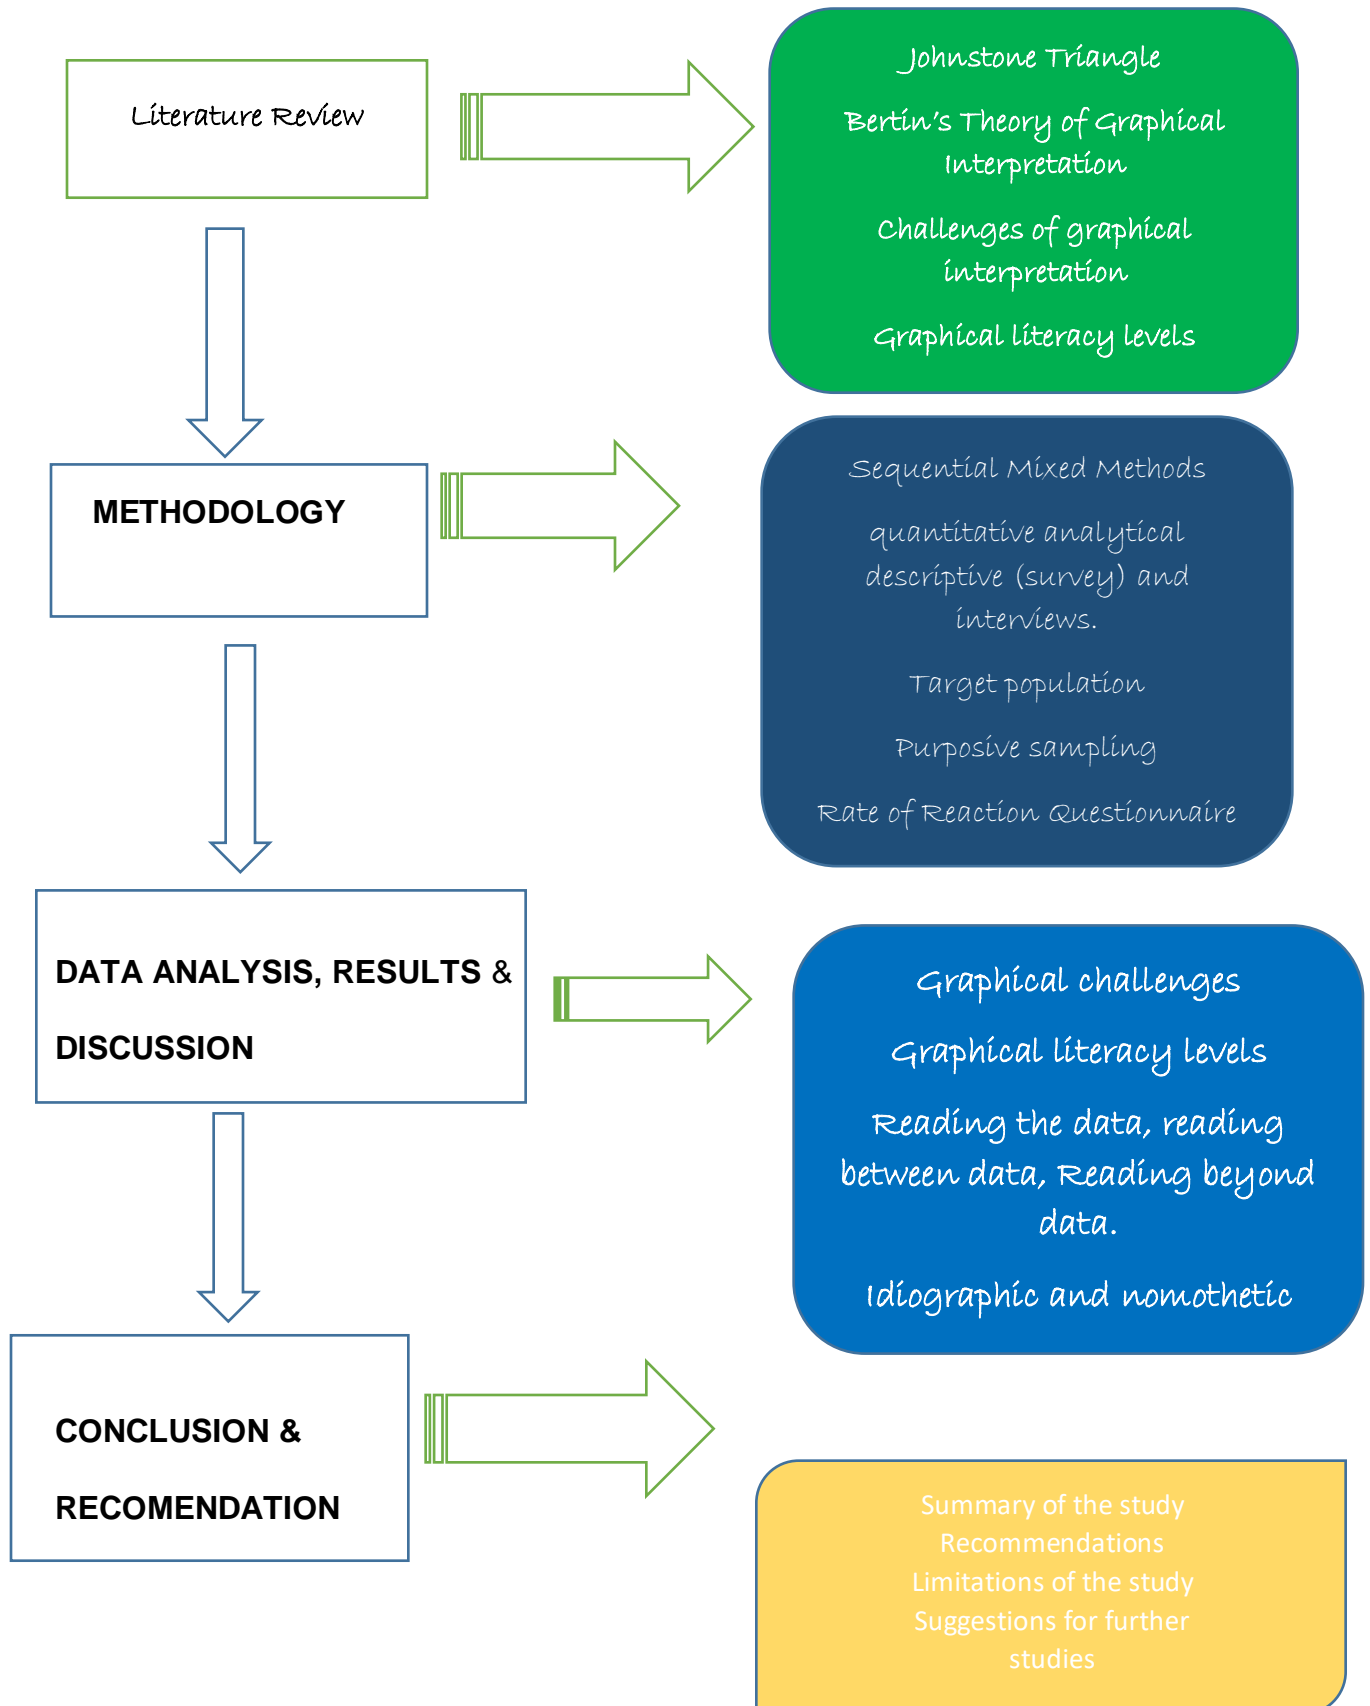 Literature Review
Johnstone Triangle
Bertin's Theory of Graphical
Interpretation
Challenges of graphical
interpretation
Graphical literacy levels
METHODOLOGY
Sequential Mixed Methods
quantitative analytical
descriptive (survey) and
interviews.
Target population
Purposive sampling
Rate of Reaction Questionnaire
DATA ANALYSIS, RESULTS &
DISCUSSION
Graphical challenges
Graphical literacy levels
Reading the data, reading
between data, Reading beyond
data.
Idiographic and nomothetic
CONCLUSION &
RECOMENDATION
Summary of the study
Recommendations
Limitations of the study
Suggestions for further
studies